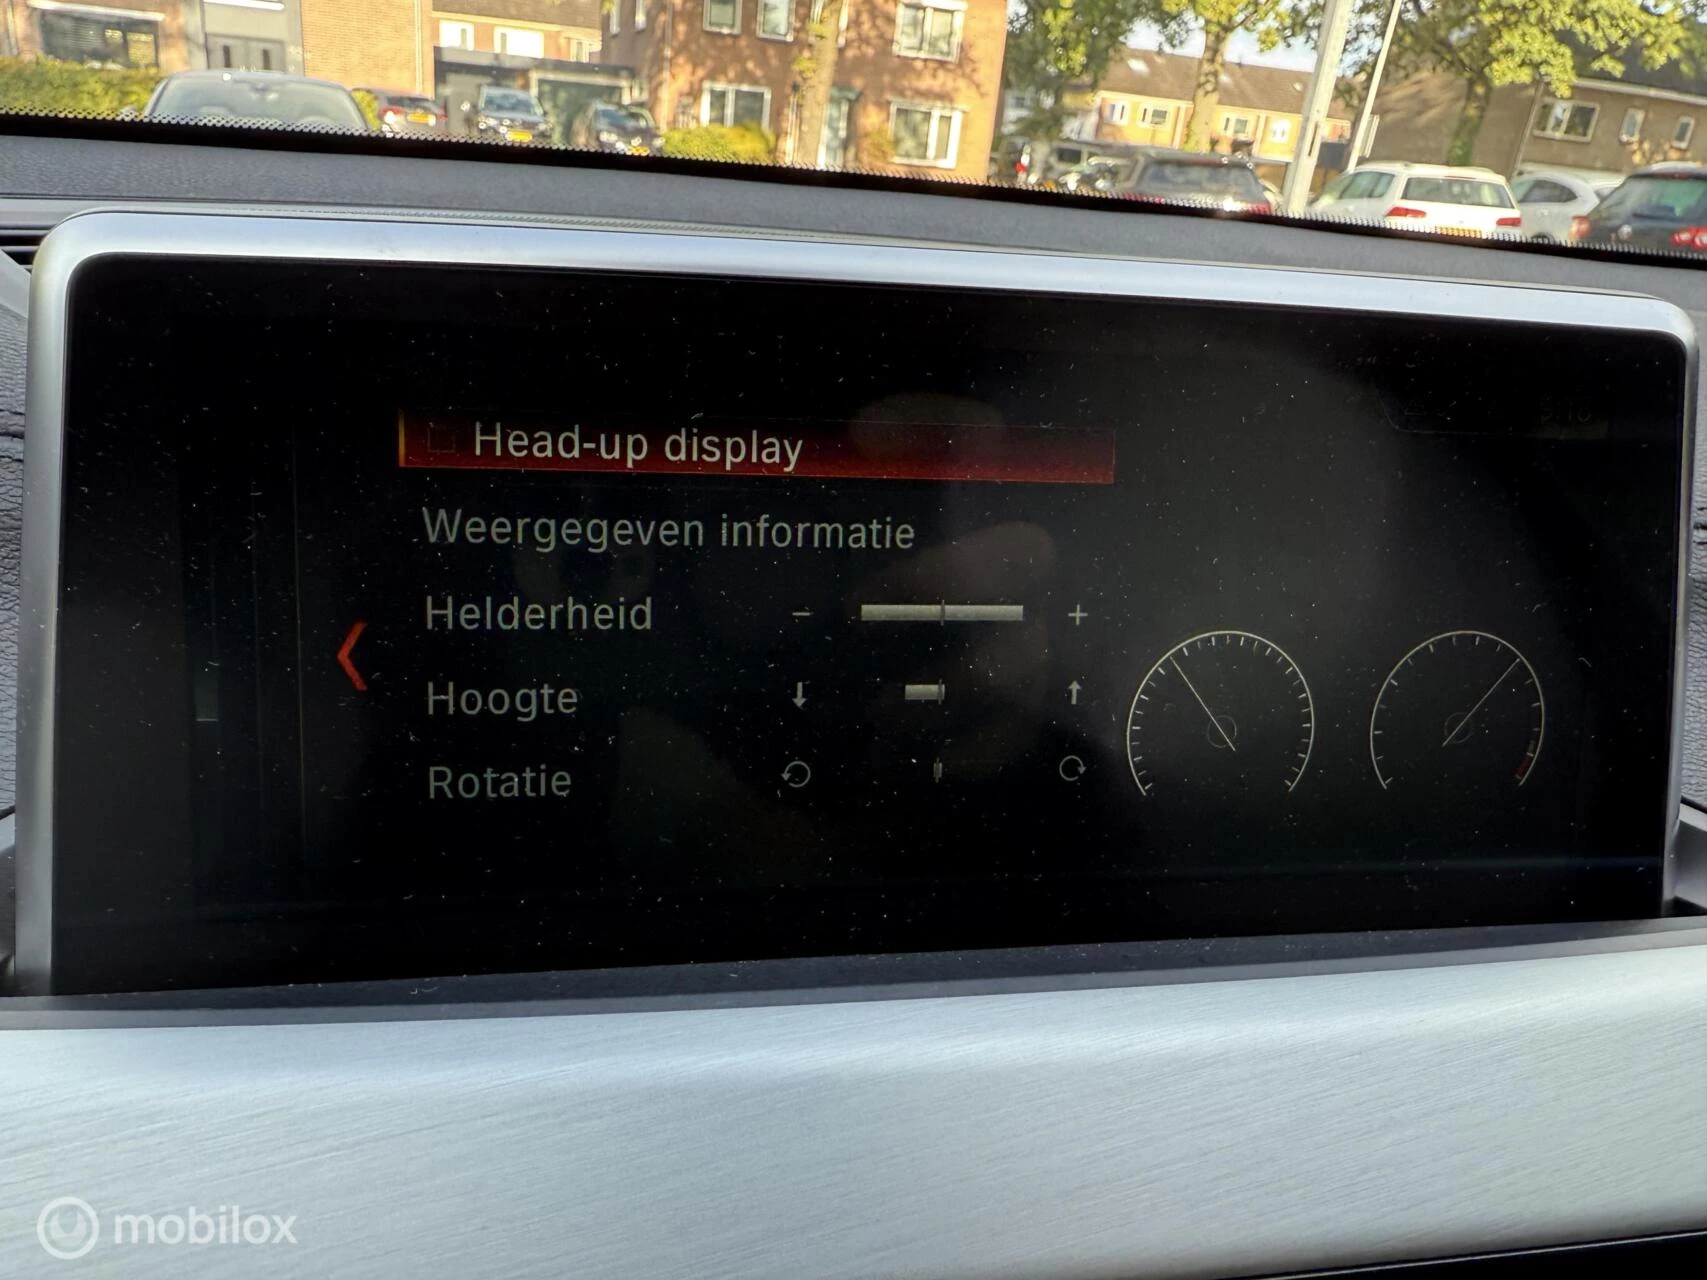 Head-up display
Weergegeven informatie
Helderheid - +
Hoogte
Rotatie
mobilox